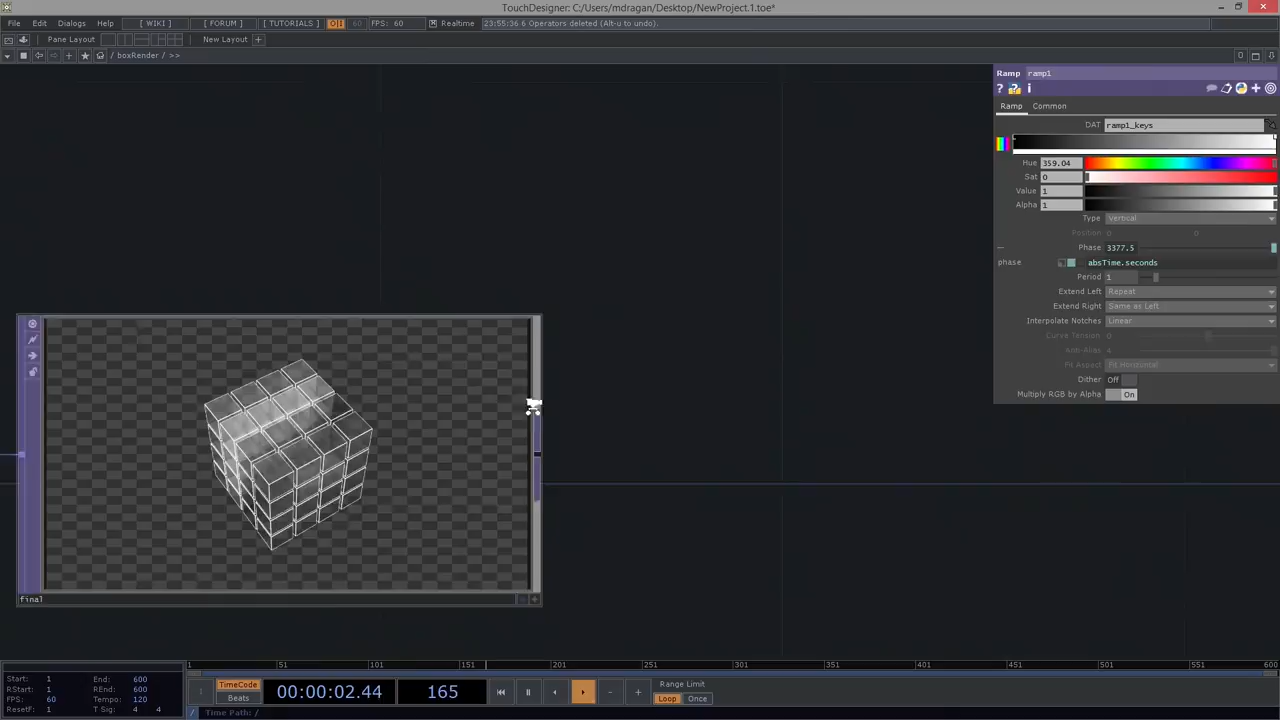 TouchDesigner: C:/Users/mdragan/Desktop/NewProject.1.toe*
File Edit Dialogs Help [ WIKI ] [ FORUM ] [ TUTORIALS ] O|I 60 FPS: 60 Realtime 23:55:36 6 Operators deleted (Alt-u to undo).
Pane Layout New Layout +
/ boxRender / >>
Ramp ramp1
? ? i
Ramp Common
DAT ramp1_keys
Hue 359.04
Sat 0
Value 1
Alpha 1
Type Vertical
Position 0 0
Phase 3377.5
phase absTime.seconds
Period 1
Extend Left Repeat
Extend Right Same as Left
Interpolate Notches Linear
Curve Tension 0
Anti-Alias 4
Fit Aspect Fit Horizontal
Dither Off
Multiply RGB by Alpha On
final
1 51 101 151 201 251 301 351 401 451 501 551 600
Start: 1 End: 600
RStart: 1 REnd: 600
FPS: 60 Tempo: 120
ResetF: 1 T Sig: 4 4
TimeCode
Beats
00:00:02.44 165
Range Limit
Loop Once
/ Time Path: /